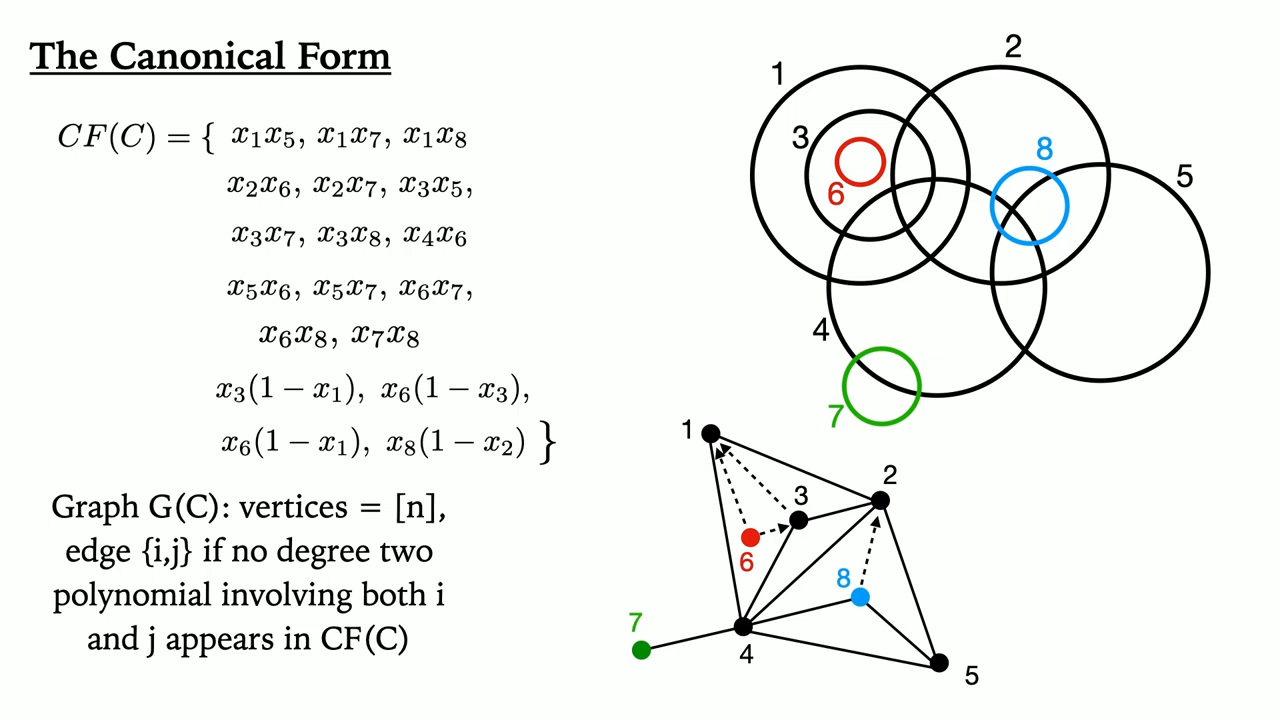 The Canonical Form
CF(C) = { x₁x₅, x₁x₇, x₁x₈
x₂x₆, x₂x₇, x₃x₅,
x₃x₇, x₃x₈, x₄x₆
x₅x₆, x₅x₇, x₆x₇,
x₆x₈, x₇x₈
x₃(1 − x₁), x₆(1 − x₃),
x₆(1 − x₁), x₈(1 − x₂) }
Graph G(C): vertices = [n],
edge {i,j} if no degree two
polynomial involving both i
and j appears in CF(C)
1
2
3
8
6
5
4
7
1
2
3
6
8
7
4
5